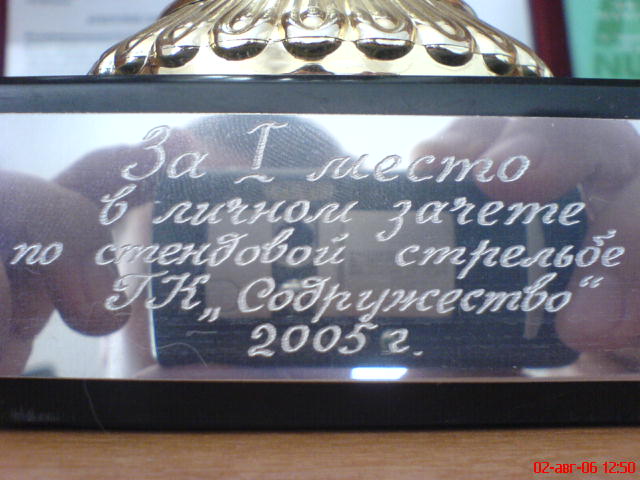 За I место
в личном зачете
по стендовой стрельбе
ГК „Содружество“
2005 г.
02-авг-06 12:50